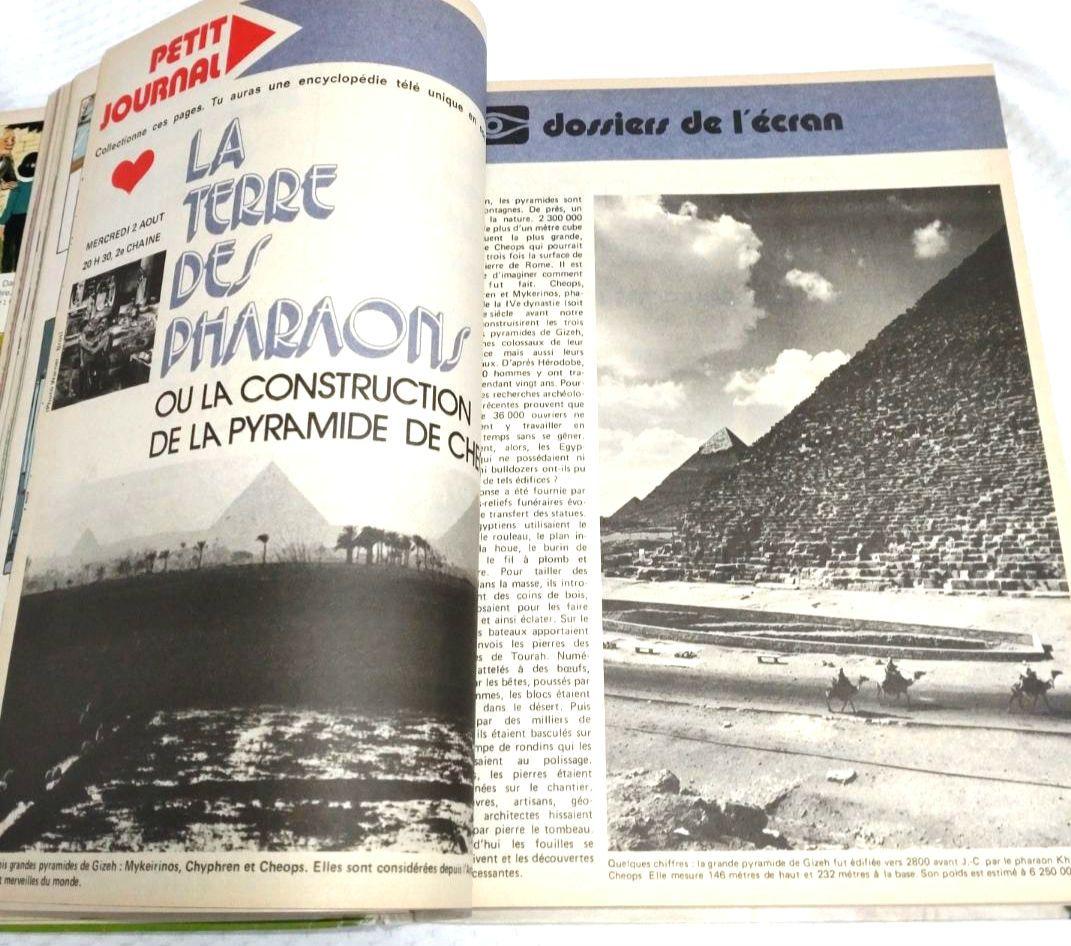 PETIT
JOURNAL
Collectionne ces pages. Tu auras une encyclopédie télé unique en
LA
TERRE
DES
PHARAONS
MERCREDI 2 AOUT
20 H 30, 2e CHAINE
OU LA CONSTRUCTION
DE LA PYRAMIDE DE CHE
is grandes pyramides de Gizeh : Mykeirinos, Chyphren et Cheops. Elles sont considérées depuis l'A
merveilles du monde.
dossiers de l'écran
n, les pyramides sont
ontagnes. De près, un
la nature. 2 300 000
e plus d'un mètre cube
uent la plus grande,
e Cheops qui pourrait
trois fois la surface de
ierre de Rome. Il est
d'imaginer comment
fut fait. Cheops,
ren et Mykerinos, pha-
e la IVe dynastie (soit
e siècle avant notre
onstruisirent les trois
pyramides de Gizeh,
nes colossaux de leur
ce mais aussi leurs
ux. D'après Hérodobe,
0 hommes y ont tra-
endant vingt ans. Pour-
es recherches archéolo-
récentes prouvent que
e 36 000 ouvriers ne
nt y travailler en
temps sans se gêner.
nt, alors, les Egyp-
ui ne possédaient ni
ni bulldozers ont-ils pu
de tels édifices ?
onse a été fournie par
-reliefs funéraires évo-
e transfert des statues.
gyptiens utilisaient le
le rouleau, le plan in-
la houe, le burin de
le fil à plomb et
re. Pour tailler des
ans la masse, ils intro-
nt des coins de bois,
osaient pour les faire
et ainsi éclater. Sur le
s bateaux apportaient
nvois les pierres des
s de Tourah. Numé-
attelés à des bœufs,
r les bêtes, poussés par
mmes, les blocs étaient
dans le désert. Puis
par des milliers de
ils étaient basculés sur
mpe de rondins qui les
saient au polissage.
, les pierres étaient
nées sur le chantier.
vres, artisans, géo-
architectes hissaient
par pierre le tombeau.
d'hui les fouilles se
ivent et les découvertes
cessantes.
Quelques chiffres : la grande pyramide de Gizeh fut édifiée vers 2800 avant J.-C par le pharaon Kh
Cheops. Elle mesure 146 mètres de haut et 232 mètres à la base. Son poids est estimé à 6 250 00